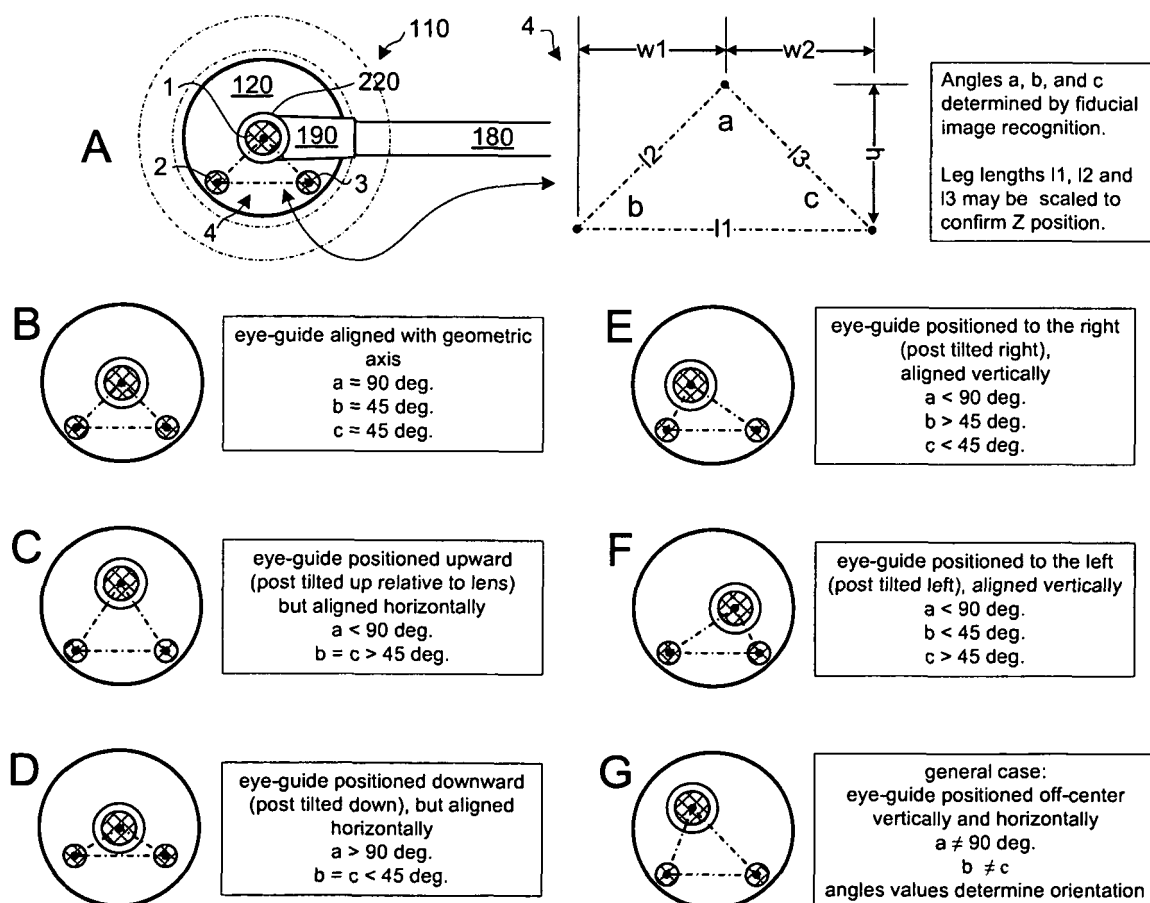 110
1
120
220
A
190
180
2
3
4
4
w1
w2
a
l2
l3
h
b
c
l1
Angles a, b, and c
determined by fiducial
image recognition.
Leg lengths l1, l2 and
l3 may be scaled to
confirm Z position.
B
eye-guide aligned with geometric
axis
a = 90 deg.
b = 45 deg.
c = 45 deg.
E
eye-guide positioned to the right
(post tilted right),
aligned vertically
a < 90 deg.
b > 45 deg.
c < 45 deg.
C
eye-guide positioned upward
(post tilted up relative to lens)
but aligned horizontally
a < 90 deg.
b = c > 45 deg.
F
eye-guide positioned to the left
(post tilted left), aligned vertically
a < 90 deg.
b < 45 deg.
c > 45 deg.
D
eye-guide positioned downward
(post tilted down), but aligned
horizontally
a > 90 deg.
b = c < 45 deg.
G
general case:
eye-guide positioned off-center
vertically and horizontally
a ≠ 90 deg.
b ≠ c
angles values determine orientation